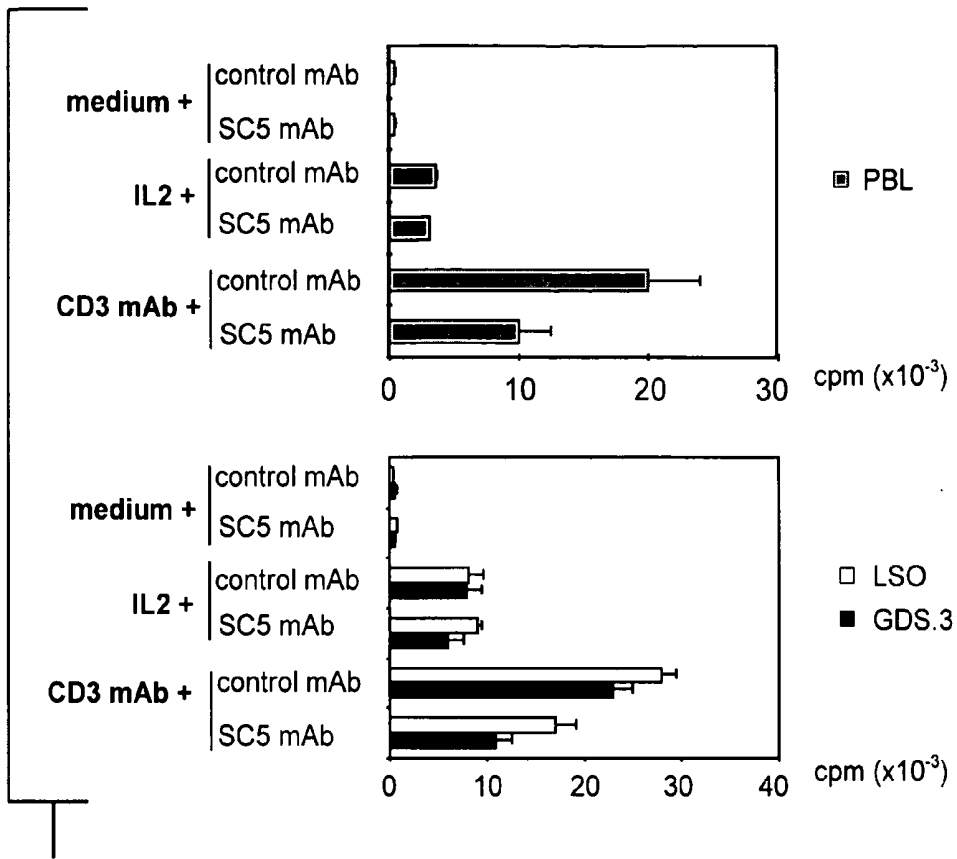 control mAb
medium +
SC5 mAb
control mAb
IL2 +
SC5 mAb
control mAb
CD3 mAb +
SC5 mAb
PBL
0 10 20 30 cpm (x10⁻³)
control mAb
medium +
SC5 mAb
control mAb
IL2 +
SC5 mAb
control mAb
CD3 mAb +
SC5 mAb
LSO
GDS.3
0 10 20 30 40 cpm (x10⁻³)